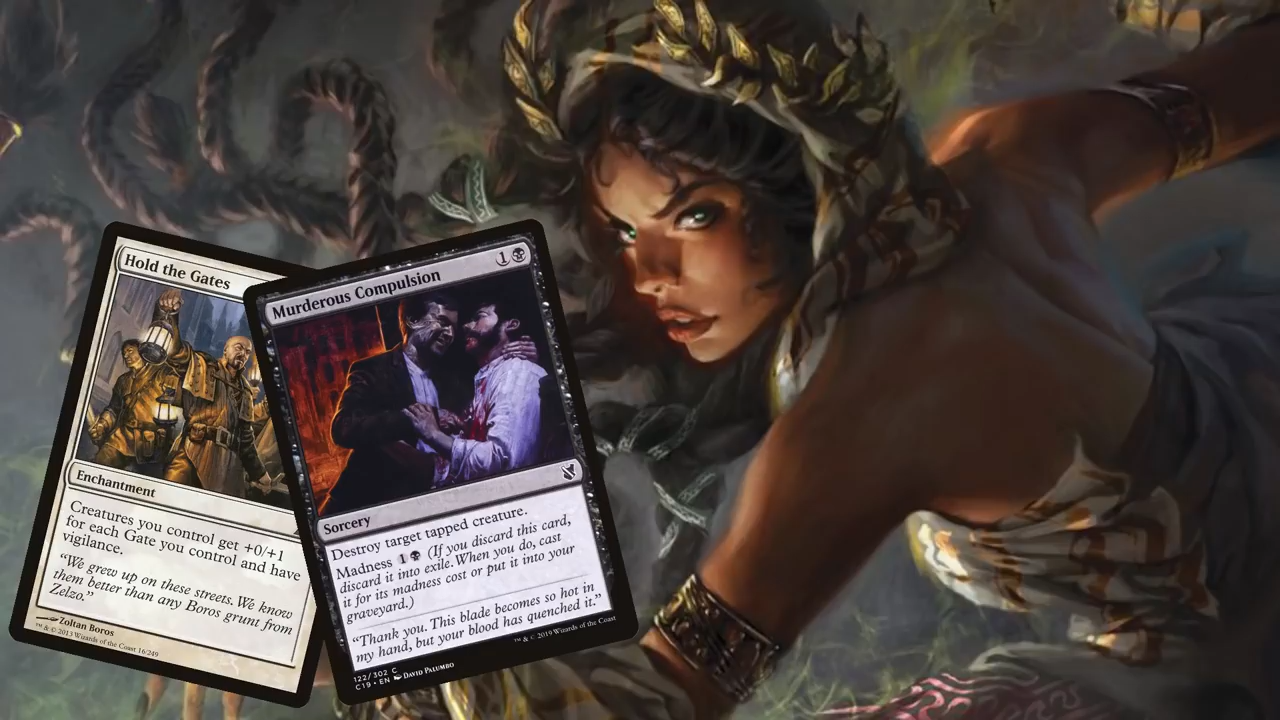 Hold the Gates
Enchantment
Creatures you control get +0/+1
for each Gate you control and have
vigilance.
“We grew up on these streets. We know
them better than any Boros grunt from
Zelzo.”
Zoltan Boros
™ & © 2013 Wizards of the Coast 16/249
Murderous Compulsion
1
Sorcery
Destroy target tapped creature.
Madness 1 (If you discard this card,
discard it into exile. When you do, cast
it for its madness cost or put it into your
graveyard.)
“Thank you. This blade becomes so hot in
my hand, but your blood has quenched it.”
™ & © 2019 Wizards of the Coast
122/302 C
C19 • EN David Palumbo